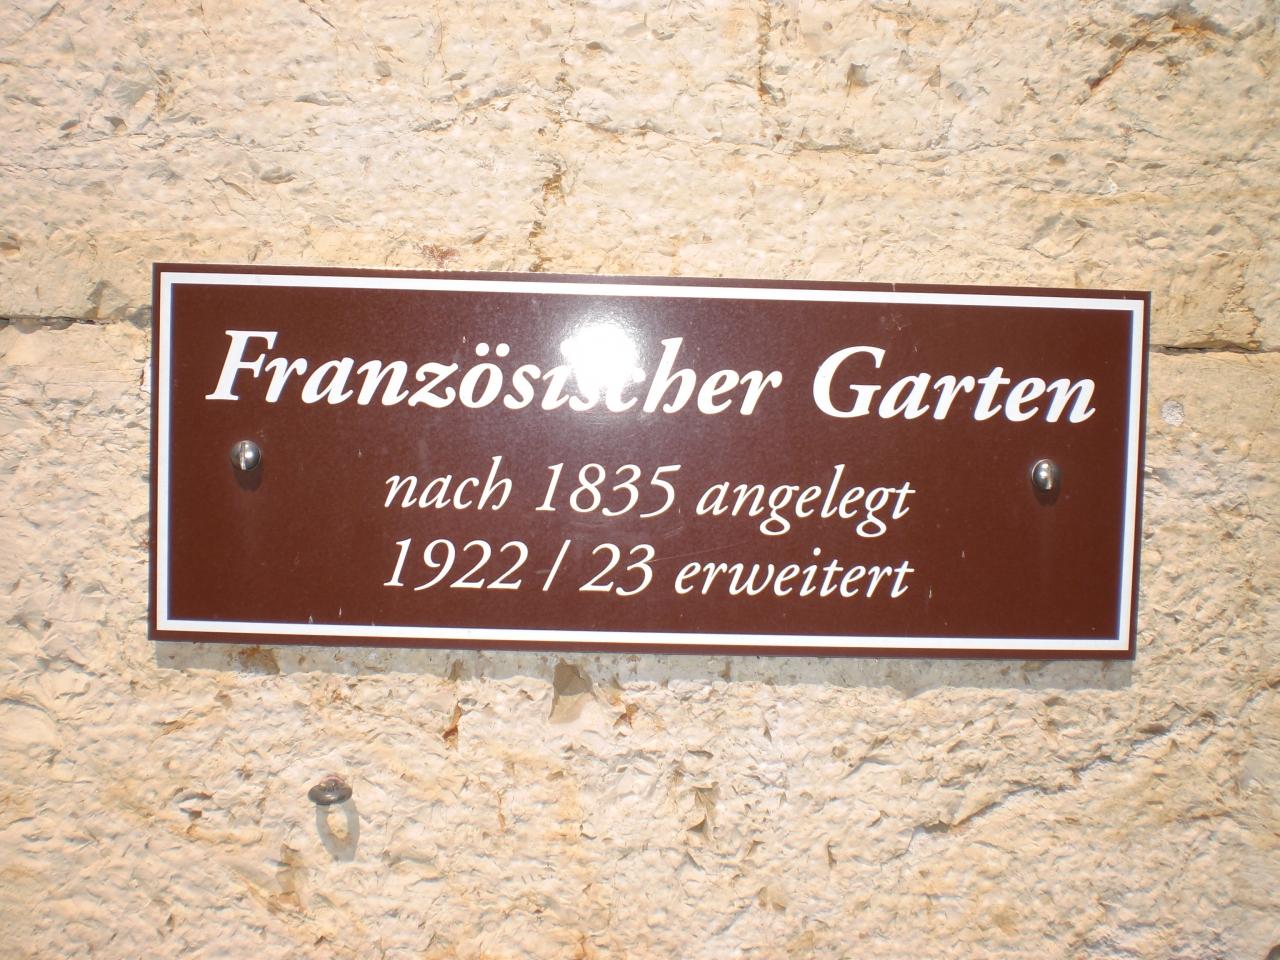 Französischer Garten
nach 1835 angelegt
1922 / 23 erweitert